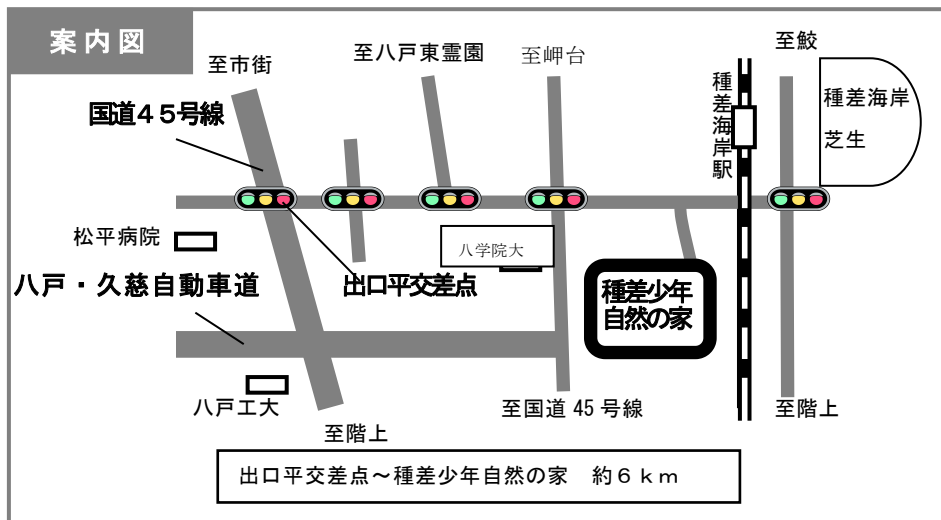 案内図
至市街
至八戸東霊園
至岬台
至鮫
国道４５号線
種差海岸駅
種差海岸
芝生
松平病院
八学院大
八戸・久慈自動車道
出口平交差点
種差少年
自然の家
八戸工大
至階上
至国道 45 号線
至階上
出口平交差点～種差少年自然の家　約６ｋｍ